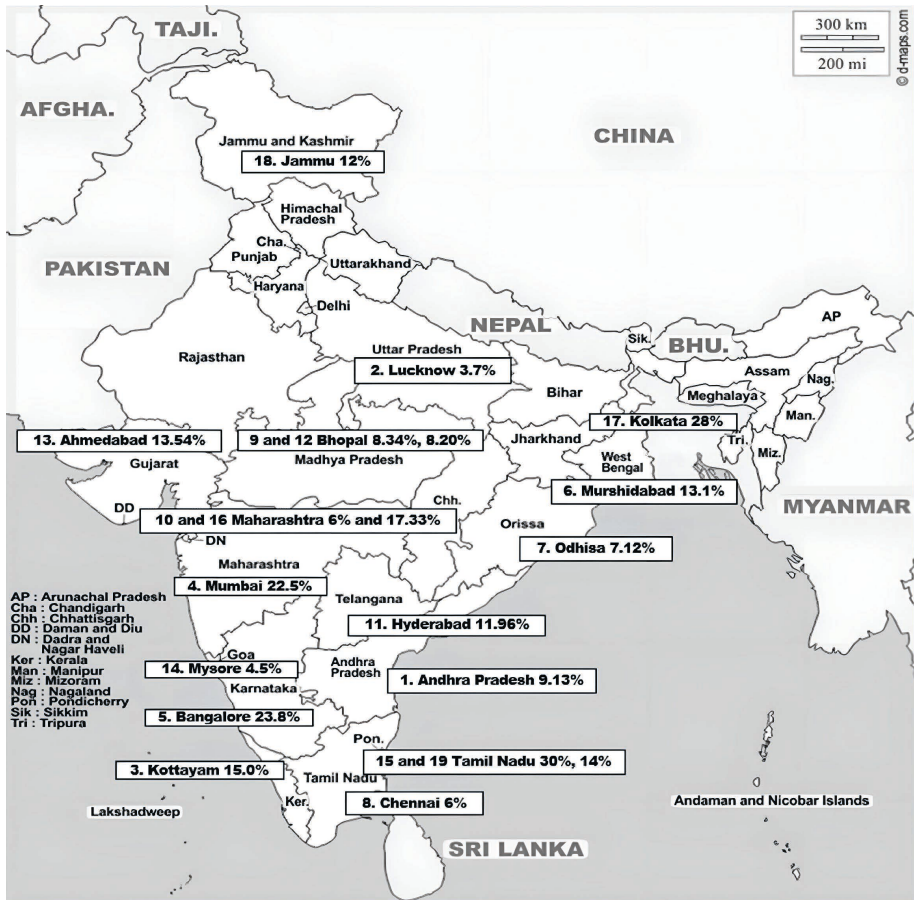 TAJI.
300 km
200 mi
© d-maps.com
AFGHA.
CHINA
Jammu and Kashmir
18. Jammu 12%
Himachal
Pradesh
Cha.
Punjab
Uttarakhand
PAKISTAN
Haryana
Delhi
NEPAL
AP
Sik.
BHU.
Rajasthan
Uttar Pradesh
2. Lucknow 3.7%
Assam
Nag.
Bihar
Meghalaya
Man.
17. Kolkata 28%
13. Ahmedabad 13.54%
9 and 12 Bhopal 8.34%, 8.20%
Jharkhand
Tri.
Miz.
Gujarat
Madhya Pradesh
West
Bengal
6. Murshidabad 13.1%
Chh.
DD
MYANMAR
10 and 16 Maharashtra 6% and 17.33%
Orissa
DN
7. Odhisa 7.12%
Maharashtra
4. Mumbai 22.5%
Telangana
AP : Arunachal Pradesh
Cha : Chandigarh
Chh : Chhattisgarh
DD : Daman and Diu
DN : Dadra and
Nagar Haveli
Ker : Kerala
Man : Manipur
Miz : Mizoram
Nag : Nagaland
Pon : Pondicherry
Sik : Sikkim
Tri : Tripura
11. Hyderabad 11.96%
Goa
14. Mysore 4.5%
Andhra
Pradesh
1. Andhra Pradesh 9.13%
Karnataka
5. Bangalore 23.8%
Pon.
15 and 19 Tamil Nadu 30%, 14%
3. Kottayam 15.0%
Tamil Nadu
Ker.
8. Chennai 6%
Lakshadweep
Andaman and Nicobar Islands
SRI LANKA